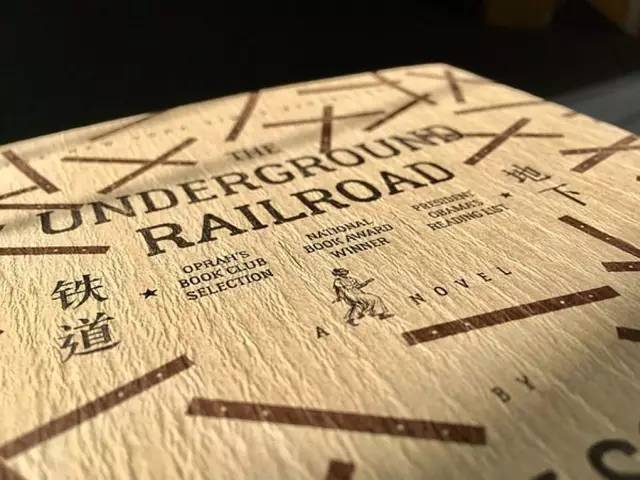 THE
UNDERGROUND
RAILROAD
地下
铁道
OPRAH'S
BOOK CLUB
SELECTION
NATIONAL
BOOK AWARD
WINNER
PRESIDENT
OBAMA'S
READING LIST
A NOVEL
BY